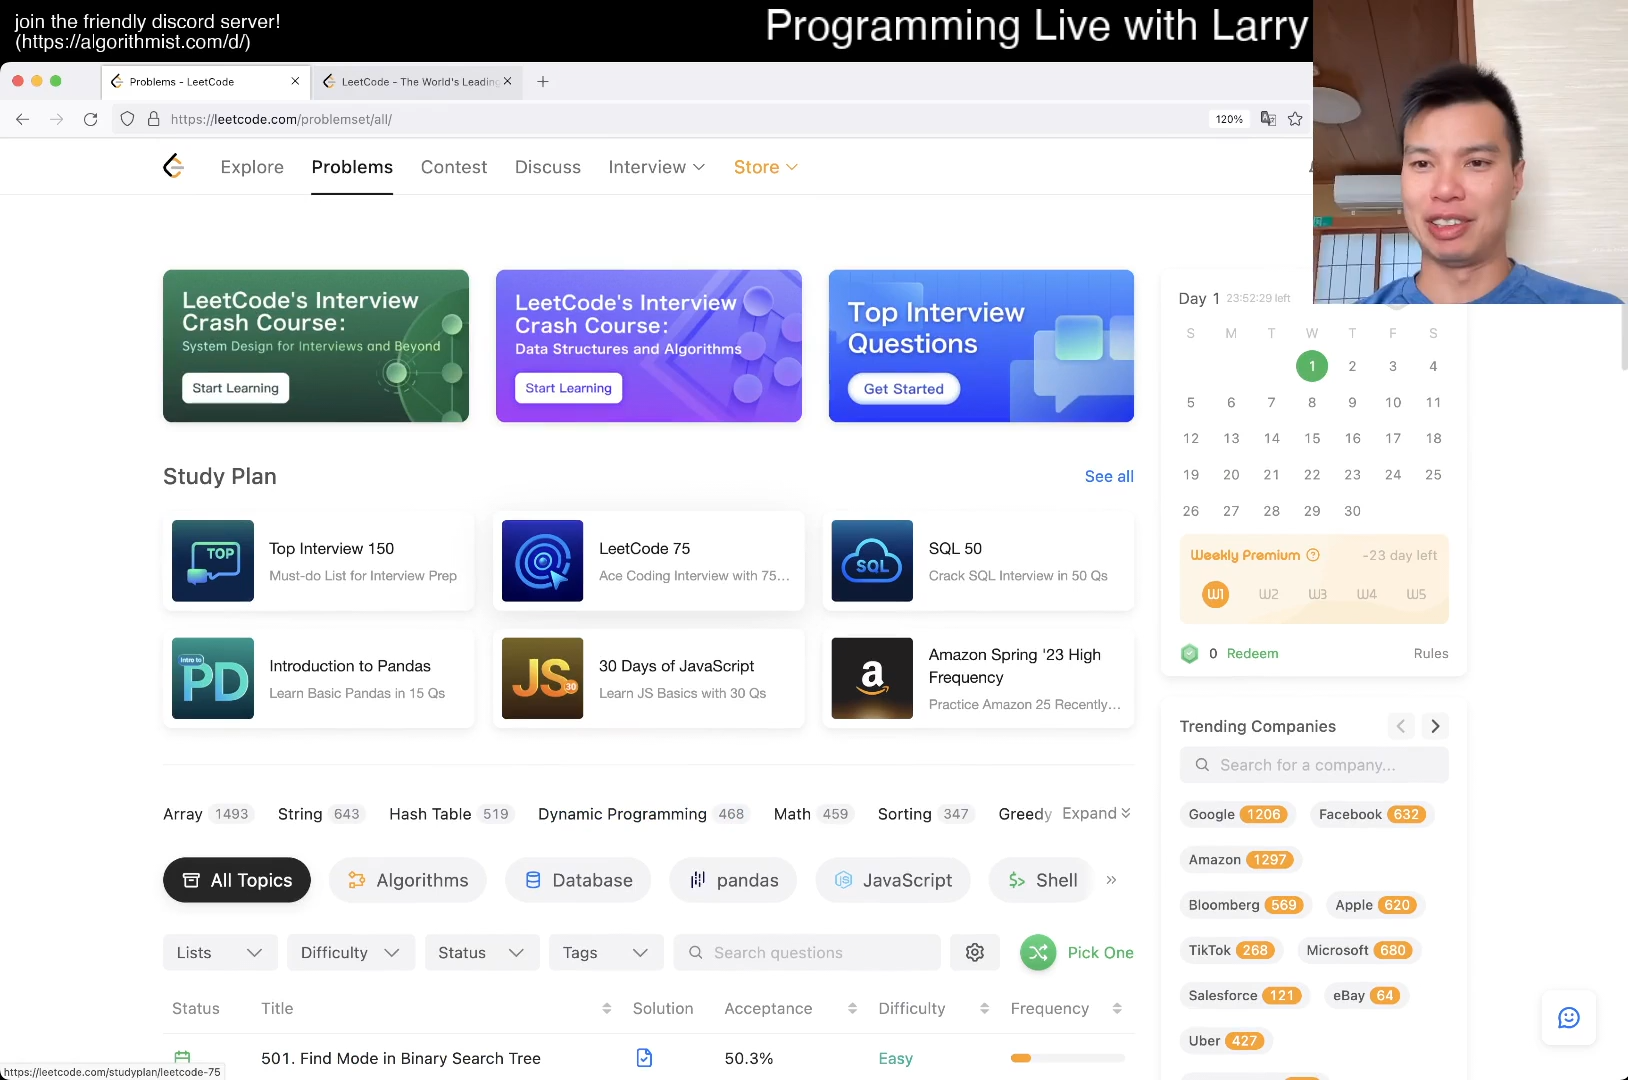 join the friendly discord server!
(https://algorithmist.com/d/)
Programming Live with Larry
Problems - LeetCode
LeetCode - The World's Leading
https://leetcode.com/problemset/all/
120%
Explore
Problems
Contest
Discuss
Interview
Store
LeetCode's Interview
Crash Course:
System Design for Interviews and Beyond
Start Learning
LeetCode's Interview
Crash Course:
Data Structures and Algorithms
Start Learning
Top Interview
Questions
Get Started
Day 1 23:52:29 left
S M T W T F S
1 2 3 4
5 6 7 8 9 10 11
12 13 14 15 16 17 18
19 20 21 22 23 24 25
26 27 28 29 30
Weekly Premium -23 day left
W1 W2 W3 W4 W5
0 Redeem Rules
Study Plan
See all
TOP
Top Interview 150
Must-do List for Interview Prep
LeetCode 75
Ace Coding Interview with 75...
SQL
SQL 50
Crack SQL Interview in 50 Qs
Intro to
PD
Introduction to Pandas
Learn Basic Pandas in 15 Qs
JS
30
30 Days of JavaScript
Learn JS Basics with 30 Qs
a
Amazon Spring '23 High
Frequency
Practice Amazon 25 Recently...
Array 1493 String 643 Hash Table 519 Dynamic Programming 468 Math 459 Sorting 347 Greedy Expand
All Topics
Algorithms
Database
pandas
JavaScript
$ Shell
Lists
Difficulty
Status
Tags
Search questions
Pick One
Status Title Solution Acceptance Difficulty Frequency
501. Find Mode in Binary Search Tree 50.3% Easy
Trending Companies
Search for a company...
Google 1206 Facebook 632
Amazon 1297
Bloomberg 569 Apple 620
TikTok 268 Microsoft 680
Salesforce 121 eBay 64
Uber 427
https://leetcode.com/studyplan/leetcode-75